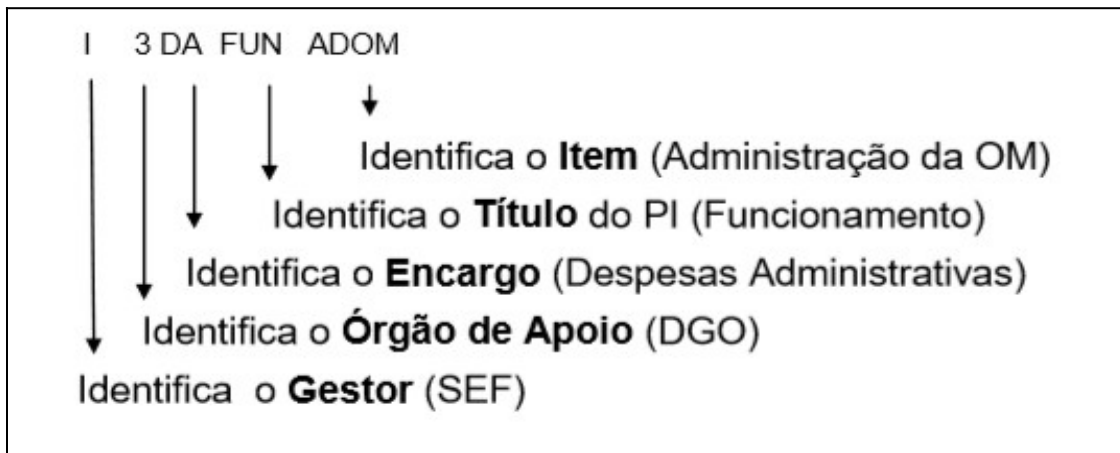 I 3 DA FUN ADOM
Identifica o Item (Administração da OM)
Identifica o Título do PI (Funcionamento)
Identifica o Encargo (Despesas Administrativas)
Identifica o Órgão de Apoio (DGO)
Identifica o Gestor (SEF)